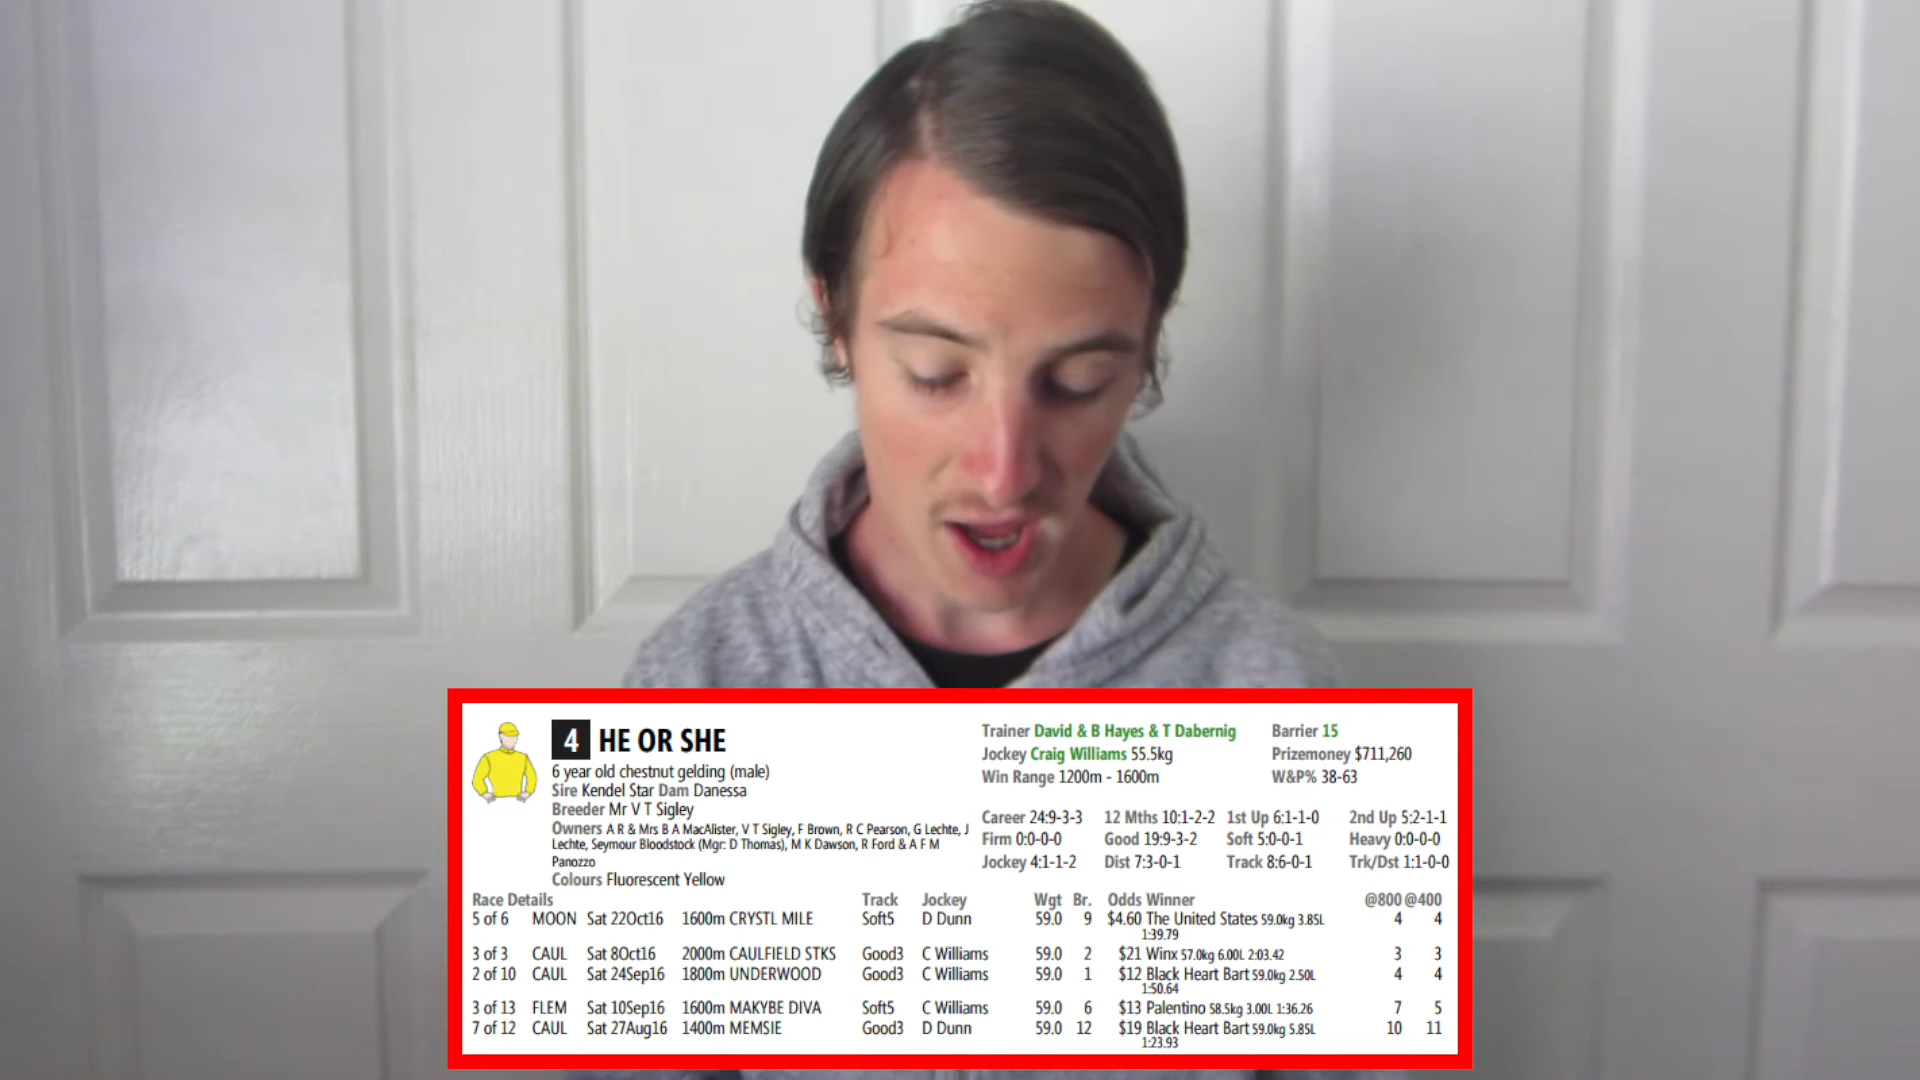 4 HE OR SHE
6 year old chestnut gelding (male)
Sire Kendel Star Dam Danessa
Breeder Mr V T Sigley
Owners A R & Mrs B A MacAlister, V T Sigley, F Brown, R C Pearson, G Lechte, J
Lechte, Seymour Bloodstock (Mgr: D Thomas), M K Dawson, R Ford & A F M
Panozzo
Colours Fluorescent Yellow
Trainer David & B Hayes & T Dabernig Barrier 15
Jockey Craig Williams 55.5kg Prizemoney $711,260
Win Range 1200m - 1600m W&P% 38-63
Career 24:9-3-3 12 Mths 10:1-2-2 1st Up 6:1-1-0 2nd Up 5:2-1-1
Firm 0:0-0-0 Good 19:9-3-2 Soft 5:0-0-1 Heavy 0:0-0-0
Jockey 4:1-1-2 Dist 7:3-0-1 Track 8:6-0-1 Trk/Dst 1:1-0-0
Race Details Track Jockey Wgt Br. Odds Winner @800 @400
5 of 6 MOON Sat 22Oct16 1600m CRYSTL MILE Soft5 D Dunn 59.0 9 $4.60 The United States 59.0kg 3.85L 4 4
1:39.79
3 of 3 CAUL Sat 8Oct16 2000m CAULFIELD STKS Good3 C Williams 59.0 2 $21 Winx 57.0kg 6.00L 2:03.42 3 3
2 of 10 CAUL Sat 24Sep16 1800m UNDERWOOD Good3 C Williams 59.0 1 $12 Black Heart Bart 59.0kg 2.50L 4 4
1:50.64
3 of 13 FLEM Sat 10Sep16 1600m MAKYBE DIVA Soft5 C Williams 59.0 6 $13 Palentino 58.5kg 3.00L 1:36.26 7 5
7 of 12 CAUL Sat 27Aug16 1400m MEMSIE Good3 D Dunn 59.0 12 $19 Black Heart Bart 59.0kg 5.85L 10 11
1:23.93